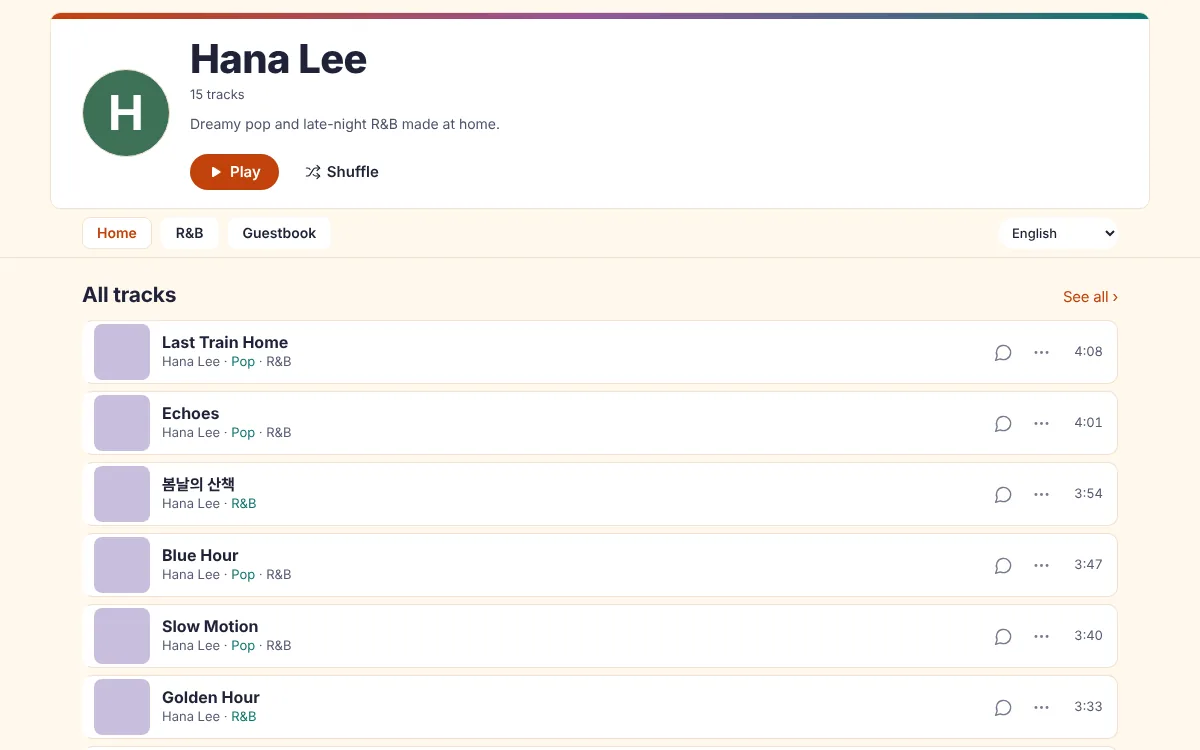 H
Hana Lee
15 tracks
Dreamy pop and late-night R&B made at home.
Play
Shuffle
Home
R&B
Guestbook
English
All tracks
See all ›
Last Train Home
Hana Lee · Pop · R&B
4:08
Echoes
Hana Lee · Pop · R&B
4:01
봄날의 산책
Hana Lee · R&B
3:54
Blue Hour
Hana Lee · Pop · R&B
3:47
Slow Motion
Hana Lee · Pop · R&B
3:40
Golden Hour
Hana Lee · R&B
3:33